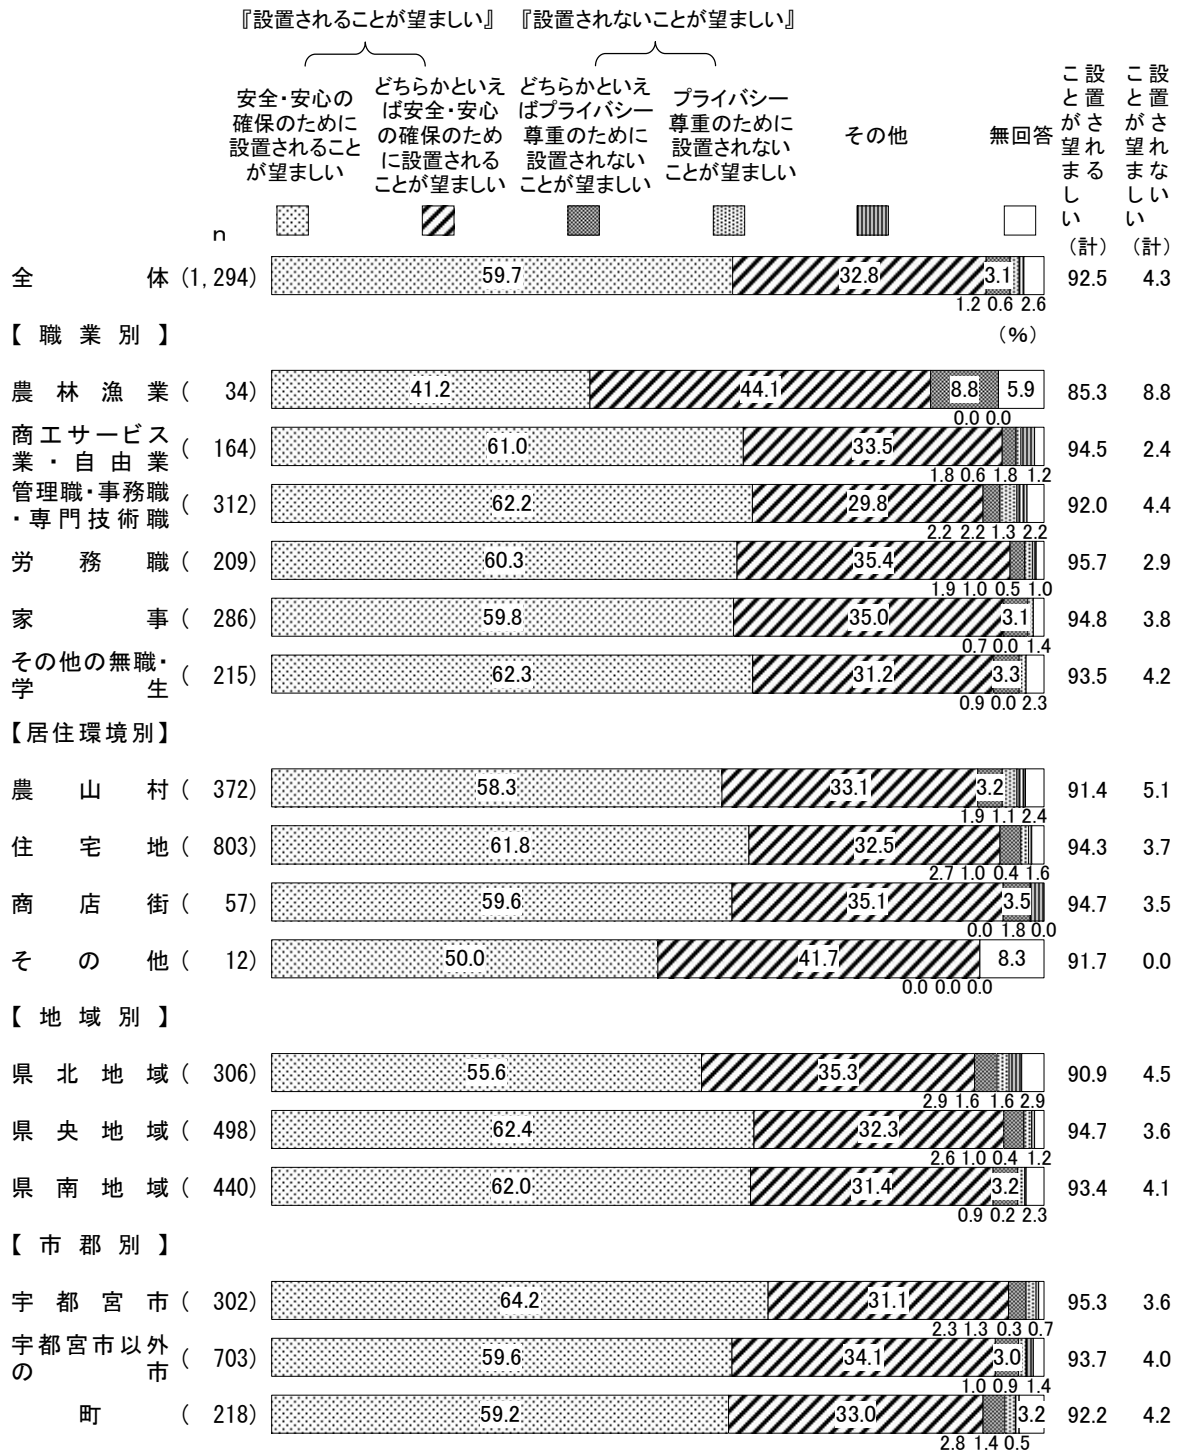 『設置されることが望ましい』 『設置されないことが望ましい』
安全・安心の
確保のために
設置されること
が望ましい
どちらかといえ
ば安全・安心
の確保のため
に設置される
ことが望ましい
どちらかといえ
ばプライバシー
尊重のために
設置されない
ことが望ましい
プライバシー
尊重のために
設置されない
ことが望ましい
その他
無回答
設置される
ことが望ましい
(計)
設置されない
ことが望ましい
(計)
n
全体 (1,294) 59.7 32.8 3.1 92.5 4.3
1.2 0.6 2.6
【職業別】 (%)
農林漁業 ( 34) 41.2 44.1 8.8 5.9 85.3 8.8
0.0 0.0
商工サービス
業・自由業 ( 164) 61.0 33.5 94.5 2.4
1.8 0.6 1.8 1.2
管理職・事務職
・専門技術職 ( 312) 62.2 29.8 92.0 4.4
2.2 2.2 1.3 2.2
労務職 ( 209) 60.3 35.4 95.7 2.9
1.9 1.0 0.5 1.0
家事 ( 286) 59.8 35.0 3.1 94.8 3.8
0.7 0.0 1.4
その他の無職・
学生 ( 215) 62.3 31.2 3.3 93.5 4.2
0.9 0.0 2.3
【居住環境別】
農山村 ( 372) 58.3 33.1 3.2 91.4 5.1
1.9 1.1 2.4
住宅地 ( 803) 61.8 32.5 94.3 3.7
2.7 1.0 0.4 1.6
商店街 ( 57) 59.6 35.1 3.5 94.7 3.5
0.0 1.8 0.0
その他 ( 12) 50.0 41.7 8.3 91.7 0.0
0.0 0.0 0.0
【地域別】
県北地域 ( 306) 55.6 35.3 90.9 4.5
2.9 1.6 1.6 2.9
県央地域 ( 498) 62.4 32.3 94.7 3.6
2.6 1.0 0.4 1.2
県南地域 ( 440) 62.0 31.4 3.2 93.4 4.1
0.9 0.2 2.3
【市郡別】
宇都宮市 ( 302) 64.2 31.1 95.3 3.6
2.3 1.3 0.3 0.7
宇都宮市以外
の市 ( 703) 59.6 34.1 3.0 93.7 4.0
1.0 0.9 1.4
町 ( 218) 59.2 33.0 3.2 92.2 4.2
2.8 1.4 0.5